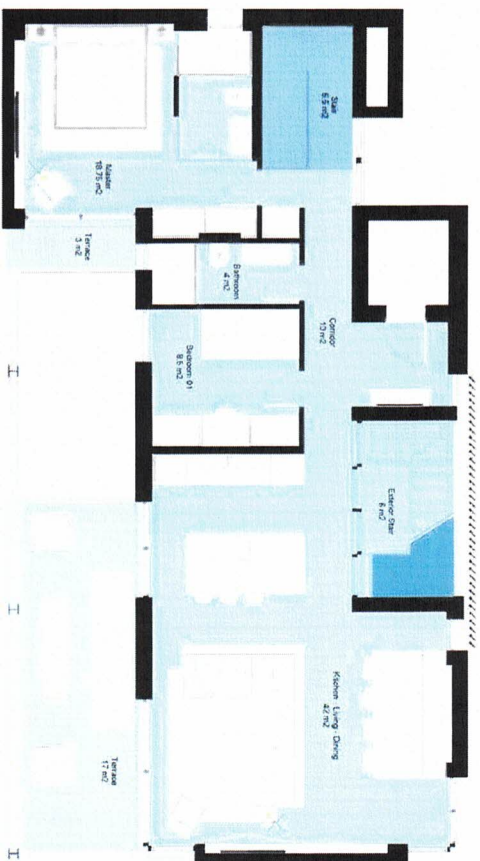 Stair
6.5 m2
Master
18.75 m2
Terrace
3 m2
Bathroom
4 m2
Corridor
10 m2
Bedroom 01
8.5 m2
Exterior Stair
6 m2
Kitchen - Living - Dining
42 m2
Terrace
17 m2